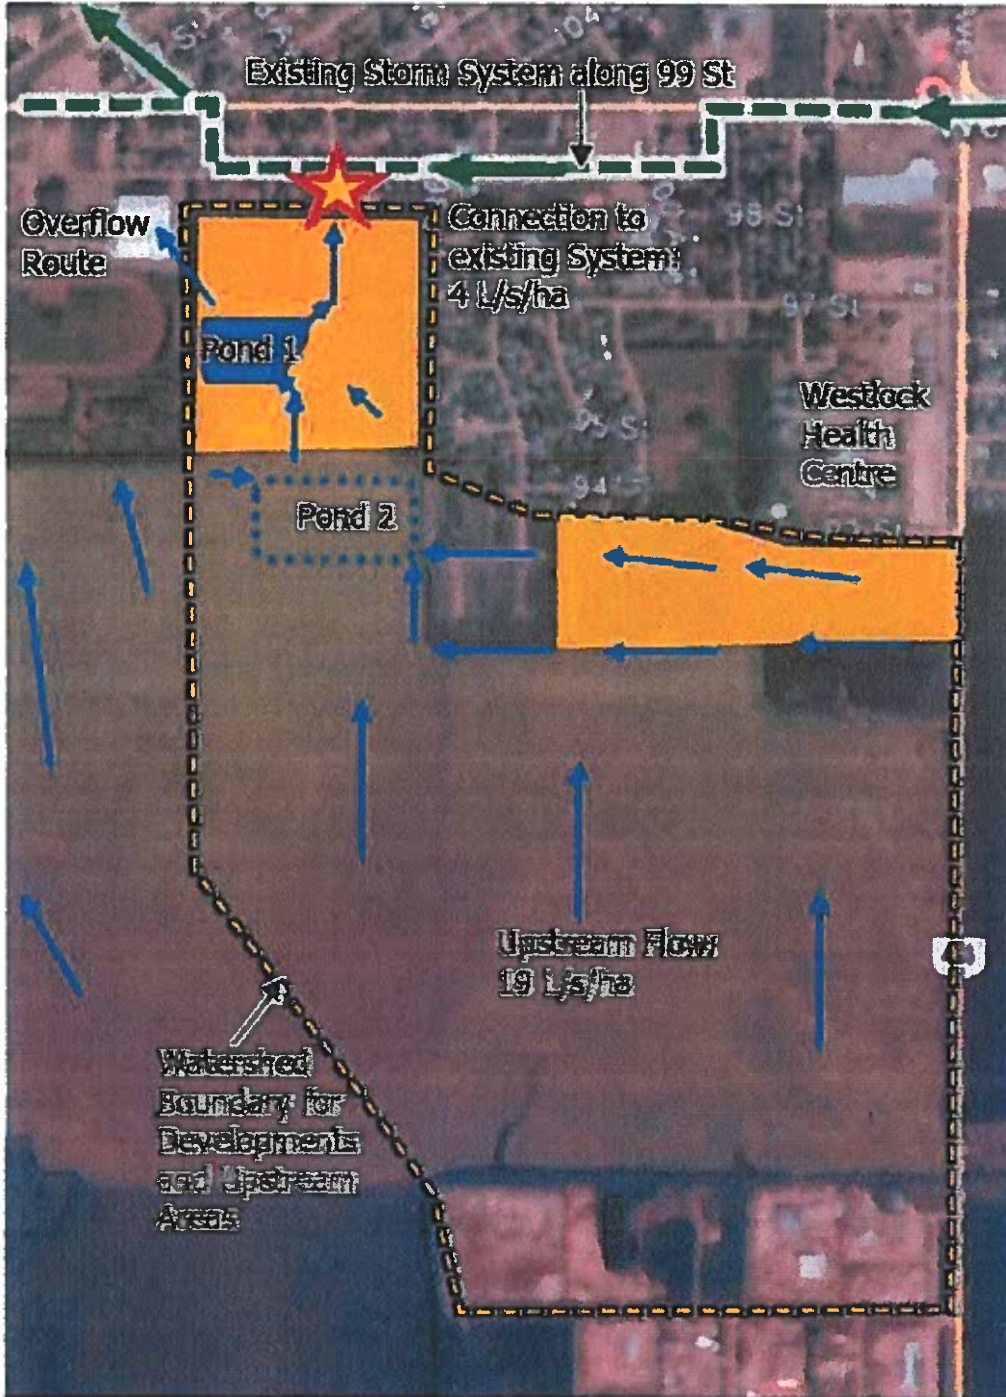 Existing Storm System along 99 St
Overflow
Route
Connection to
existing System:
4 L/s/ha
98 St
97 St
Pond 1
Westlock
Health
Centre
95 St
94
Pond 2
Upstream Flow:
19 L/s/ha
Watershed
Boundary for
Developments
and Upstream
Areas